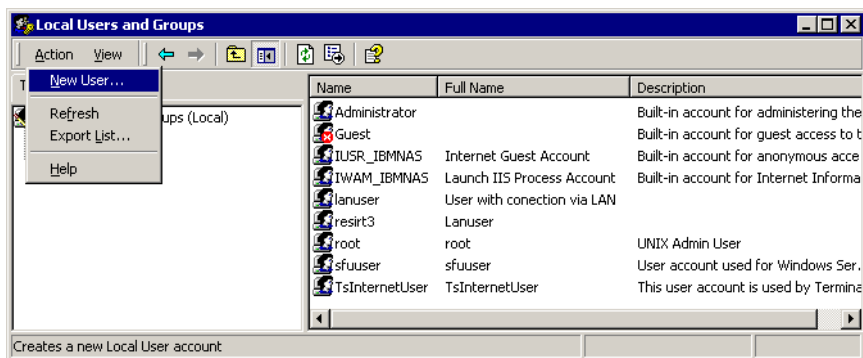 Local Users and Groups
Action View
New User...
Refresh
Export List...
Help
T
ups (Local)
Name Full Name Description
Administrator Built-in account for administering the
Guest Built-in account for guest access to t
IUSR_IBMNAS Internet Guest Account Built-in account for anonymous acce
IWAM_IBMNAS Launch IIS Process Account Built-in account for Internet Informa
lanuser User with conection via LAN
resirt3 Lanuser
root root UNIX Admin User
sfuuser sfuuser User account used for Windows Ser.
TsInternetUser TsInternetUser This user account is used by Termina
Creates a new Local User account